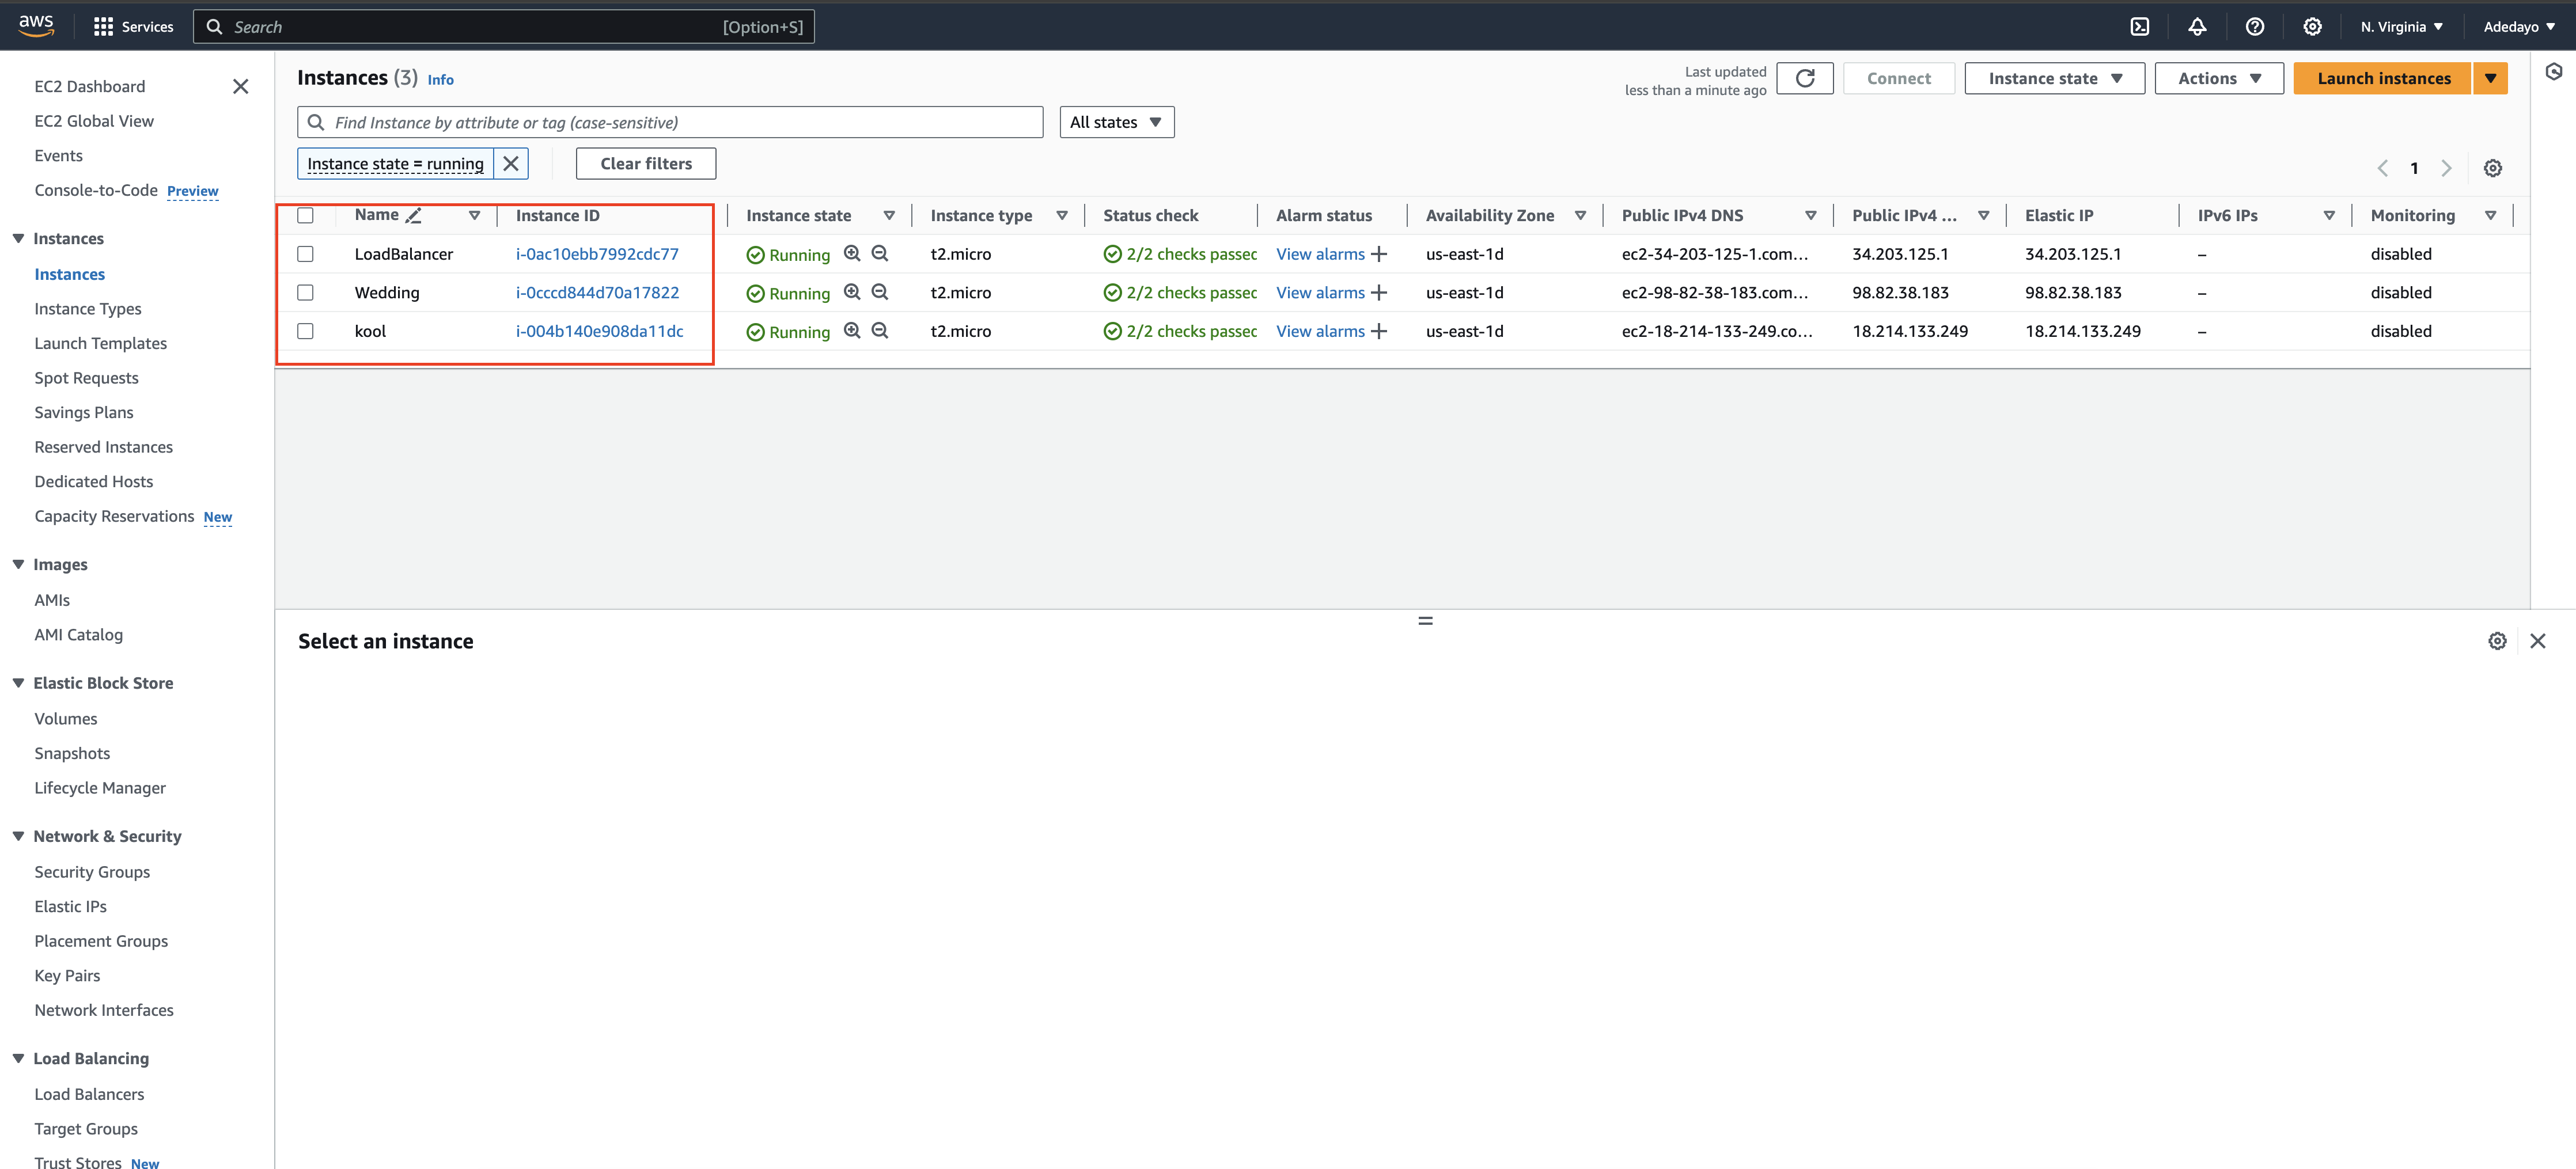 aws Services Search [Option+S] N. Virginia Adedayo
EC2 Dashboard
EC2 Global View
Events
Console-to-Code Preview
Instances
Instances
Instance Types
Launch Templates
Spot Requests
Savings Plans
Reserved Instances
Dedicated Hosts
Capacity Reservations New
Images
AMIs
AMI Catalog
Elastic Block Store
Volumes
Snapshots
Lifecycle Manager
Network & Security
Security Groups
Elastic IPs
Placement Groups
Key Pairs
Network Interfaces
Load Balancing
Load Balancers
Target Groups
Trust Stores New
Instances (3) Info
Last updated
less than a minute ago
Connect Instance state Actions Launch instances
Find Instance by attribute or tag (case-sensitive) All states
Instance state = running Clear filters
1
Name Instance ID Instance state Instance type Status check Alarm status Availability Zone Public IPv4 DNS Public IPv4 ... Elastic IP IPv6 IPs Monitoring
LoadBalancer i-0ac10ebb7992cdc77 Running t2.micro 2/2 checks passec View alarms + us-east-1d ec2-34-203-125-1.com... 34.203.125.1 34.203.125.1 – disabled
Wedding i-0cccd844d70a17822 Running t2.micro 2/2 checks passec View alarms + us-east-1d ec2-98-82-38-183.com... 98.82.38.183 98.82.38.183 – disabled
kool i-004b140e908da11dc Running t2.micro 2/2 checks passec View alarms + us-east-1d ec2-18-214-133-249.co... 18.214.133.249 18.214.133.249 – disabled
Select an instance